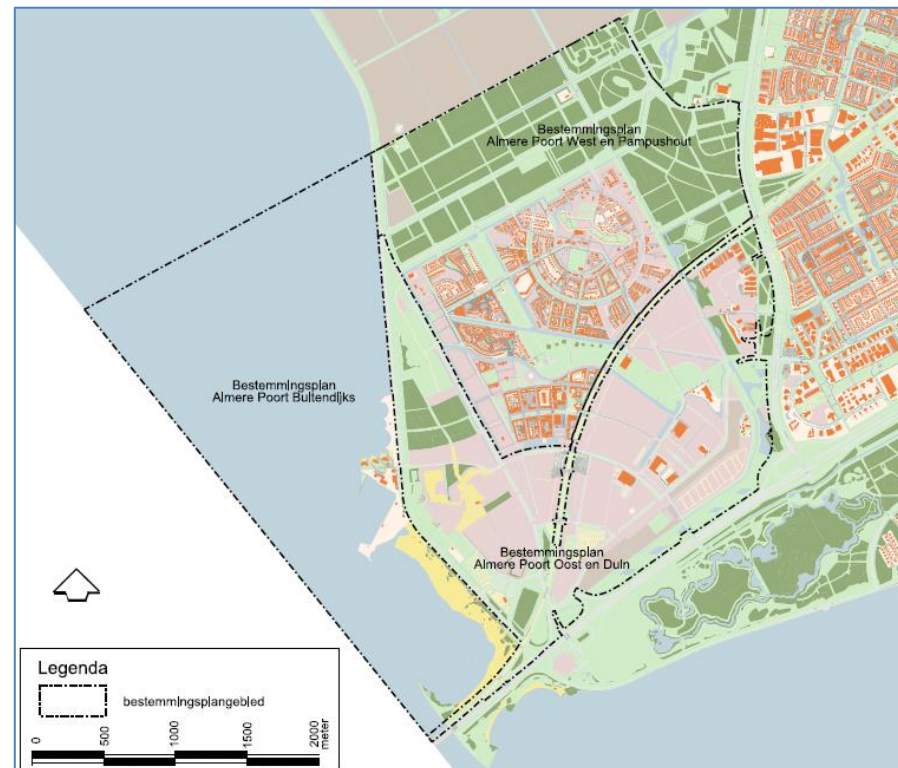 Bestemmingsplan
Almere Poort West en Pampushout
Bestemmingsplan
Almere Poort Buitendijks
Bestemmingsplan
Almere Poort Oost en Duin
Legenda
bestemmingsplangebied
0
500
1000
1500
2000
meter